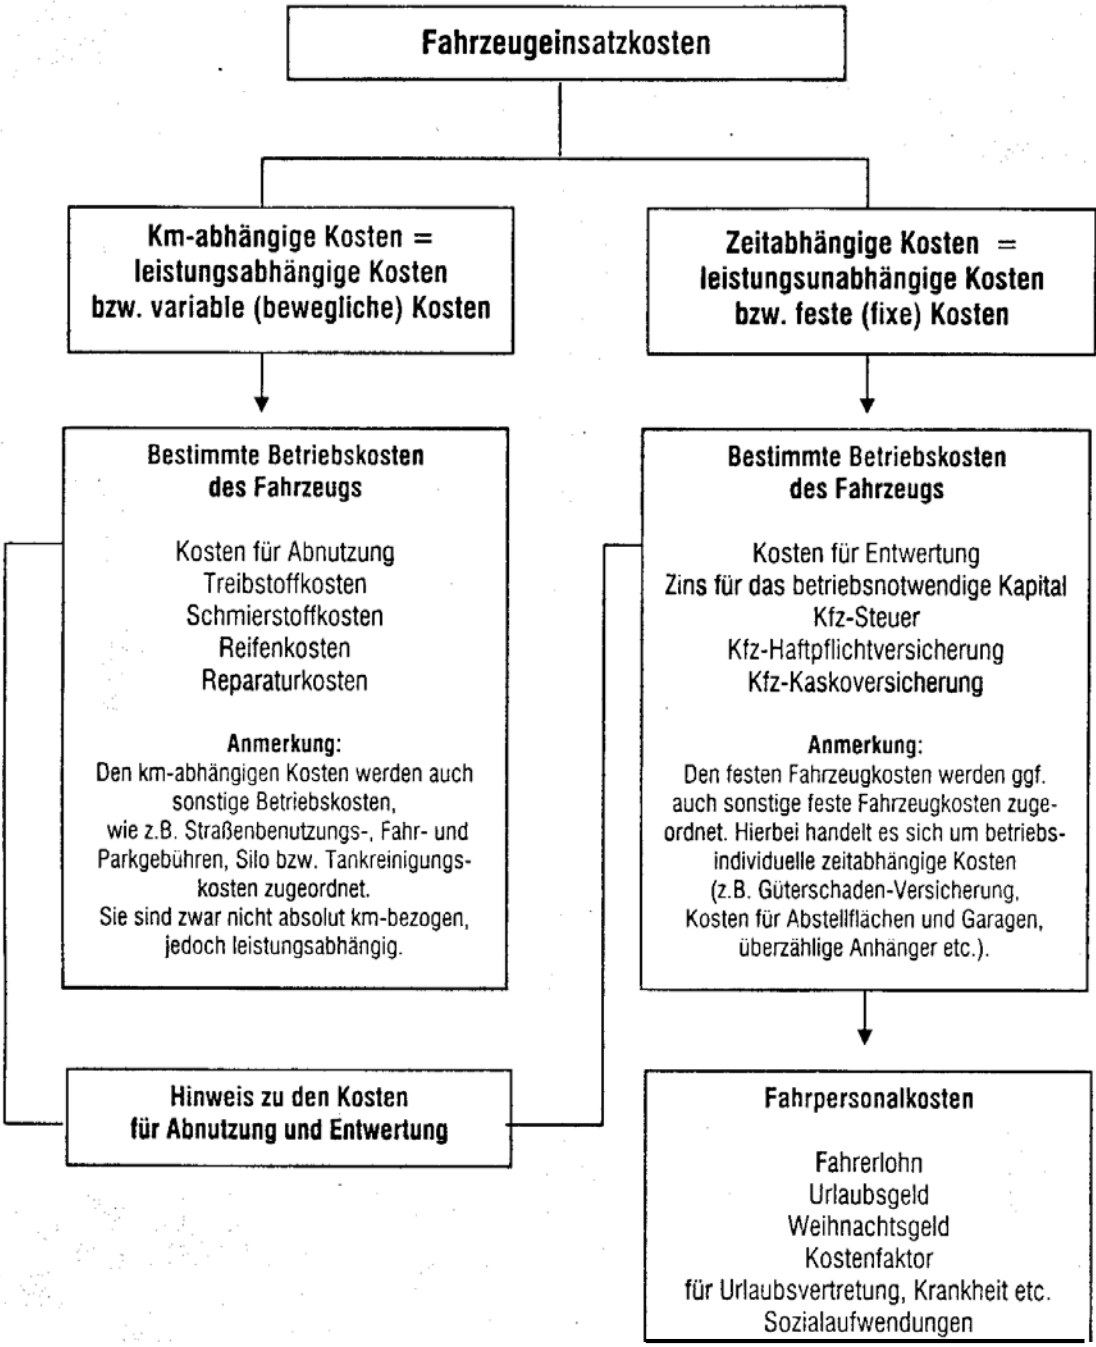 Fahrzeugeinsatzkosten
Km-abhängige Kosten =
leistungsabhängige Kosten
bzw. variable (bewegliche) Kosten
Zeitabhängige Kosten =
leistungsunabhängige Kosten
bzw. feste (fixe) Kosten
Bestimmte Betriebskosten
des Fahrzeugs
Kosten für Abnutzung
Treibstoffkosten
Schmierstoffkosten
Reifenkosten
Reparaturkosten
Anmerkung:
Den km-abhängigen Kosten werden auch
sonstige Betriebskosten,
wie z.B. Straßenbenutzungs-, Fahr- und
Parkgebühren, Silo bzw. Tankreinigungs-
kosten zugeordnet.
Sie sind zwar nicht absolut km-bezogen,
jedoch leistungsabhängig.
Bestimmte Betriebskosten
des Fahrzeugs
Kosten für Entwertung
Zins für das betriebsnotwendige Kapital
Kfz-Steuer
Kfz-Haftpflichtversicherung
Kfz-Kaskoversicherung
Anmerkung:
Den festen Fahrzeugkosten werden ggf.
auch sonstige feste Fahrzeugkosten zuge-
ordnet. Hierbei handelt es sich um betriebs-
individuelle zeitabhängige Kosten
(z.B. Güterschaden-Versicherung,
Kosten für Abstellflächen und Garagen,
überzählige Anhänger etc.).
Hinweis zu den Kosten
für Abnutzung und Entwertung
Fahrpersonalkosten
Fahrerlohn
Urlaubsgeld
Weihnachtsgeld
Kostenfaktor
für Urlaubsvertretung, Krankheit etc.
Sozialaufwendungen